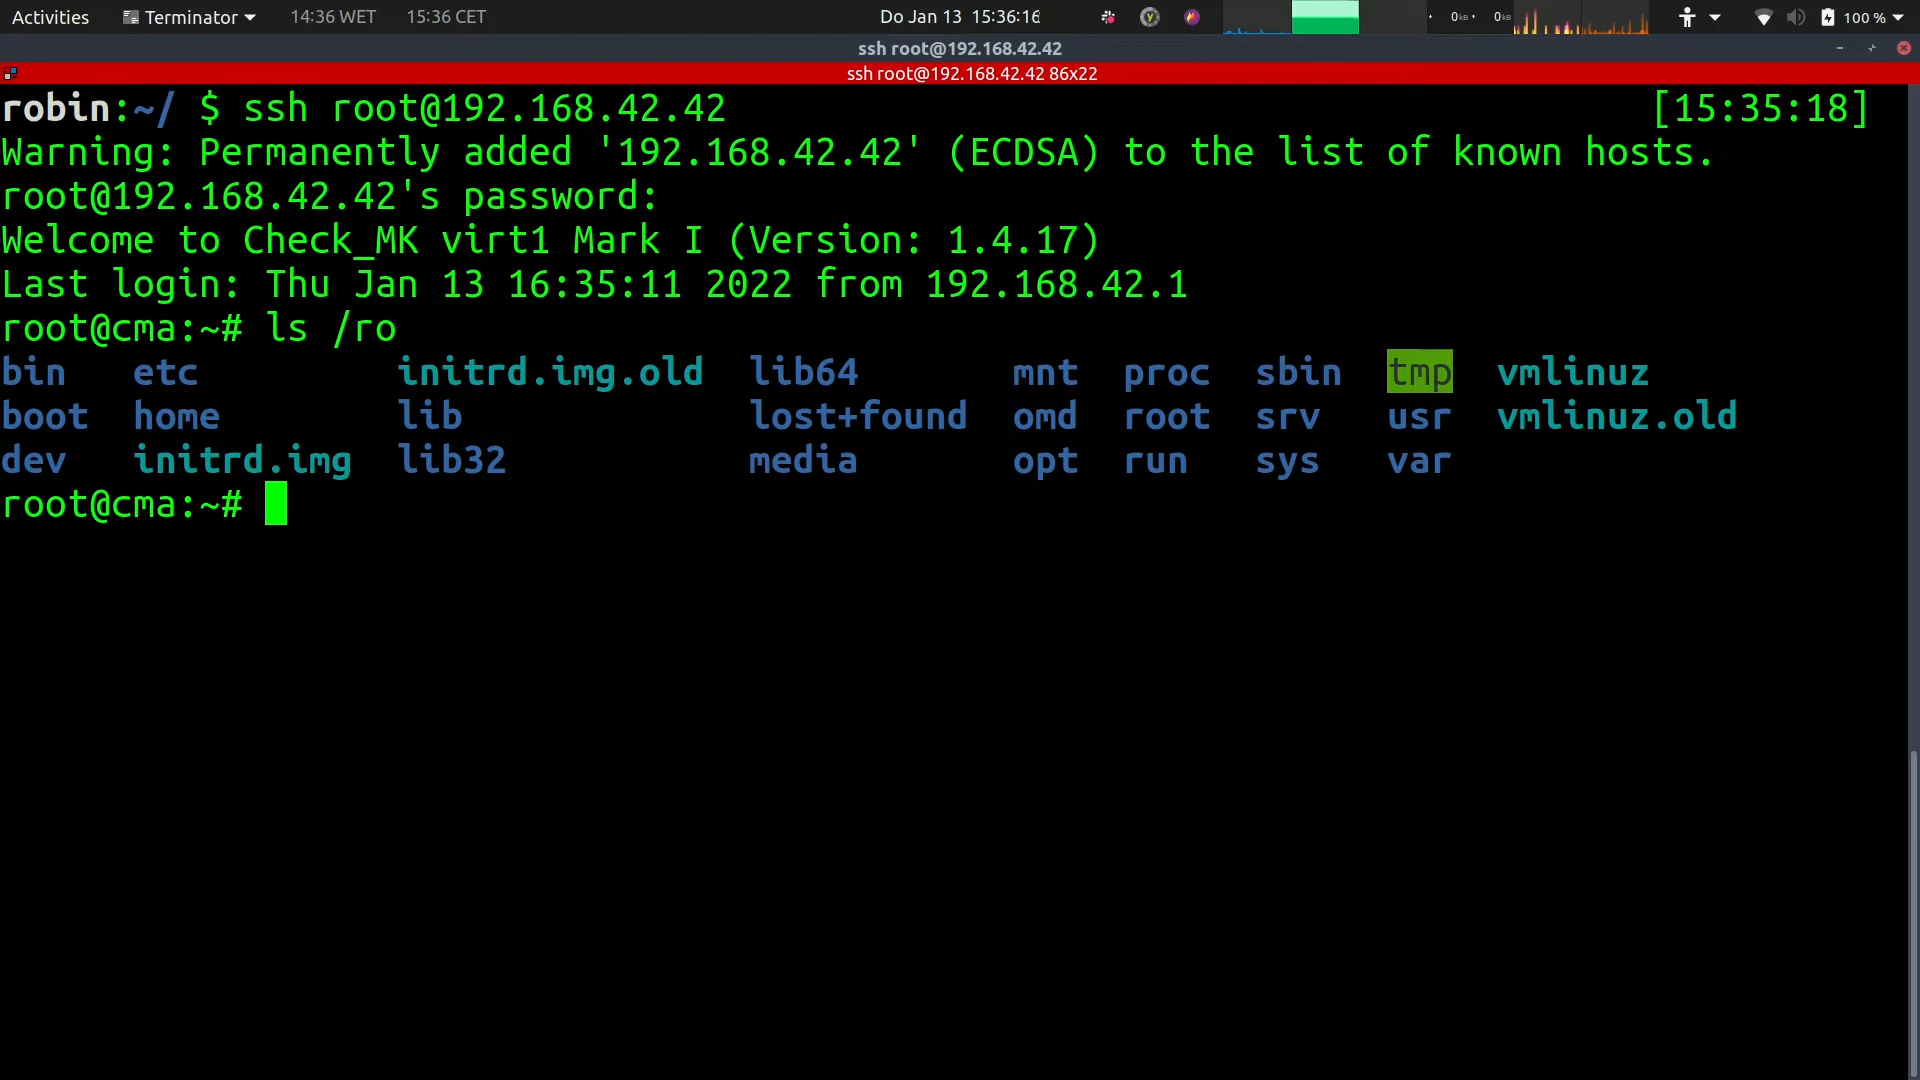 Activities Terminator 14:36 WET 15:36 CET Do Jan 13 15:36:16 0kB 0kB 100 %
ssh root@192.168.42.42
ssh root@192.168.42.42 86x22
robin:~/ $ ssh root@192.168.42.42 [15:35:18]
Warning: Permanently added '192.168.42.42' (ECDSA) to the list of known hosts.
root@192.168.42.42's password:
Welcome to Check_MK virt1 Mark I (Version: 1.4.17)
Last login: Thu Jan 13 16:35:11 2022 from 192.168.42.1
root@cma:~# ls /ro
bin etc initrd.img.old lib64 mnt proc sbin tmp vmlinuz
boot home lib lost+found omd root srv usr vmlinuz.old
dev initrd.img lib32 media opt run sys var
root@cma:~#